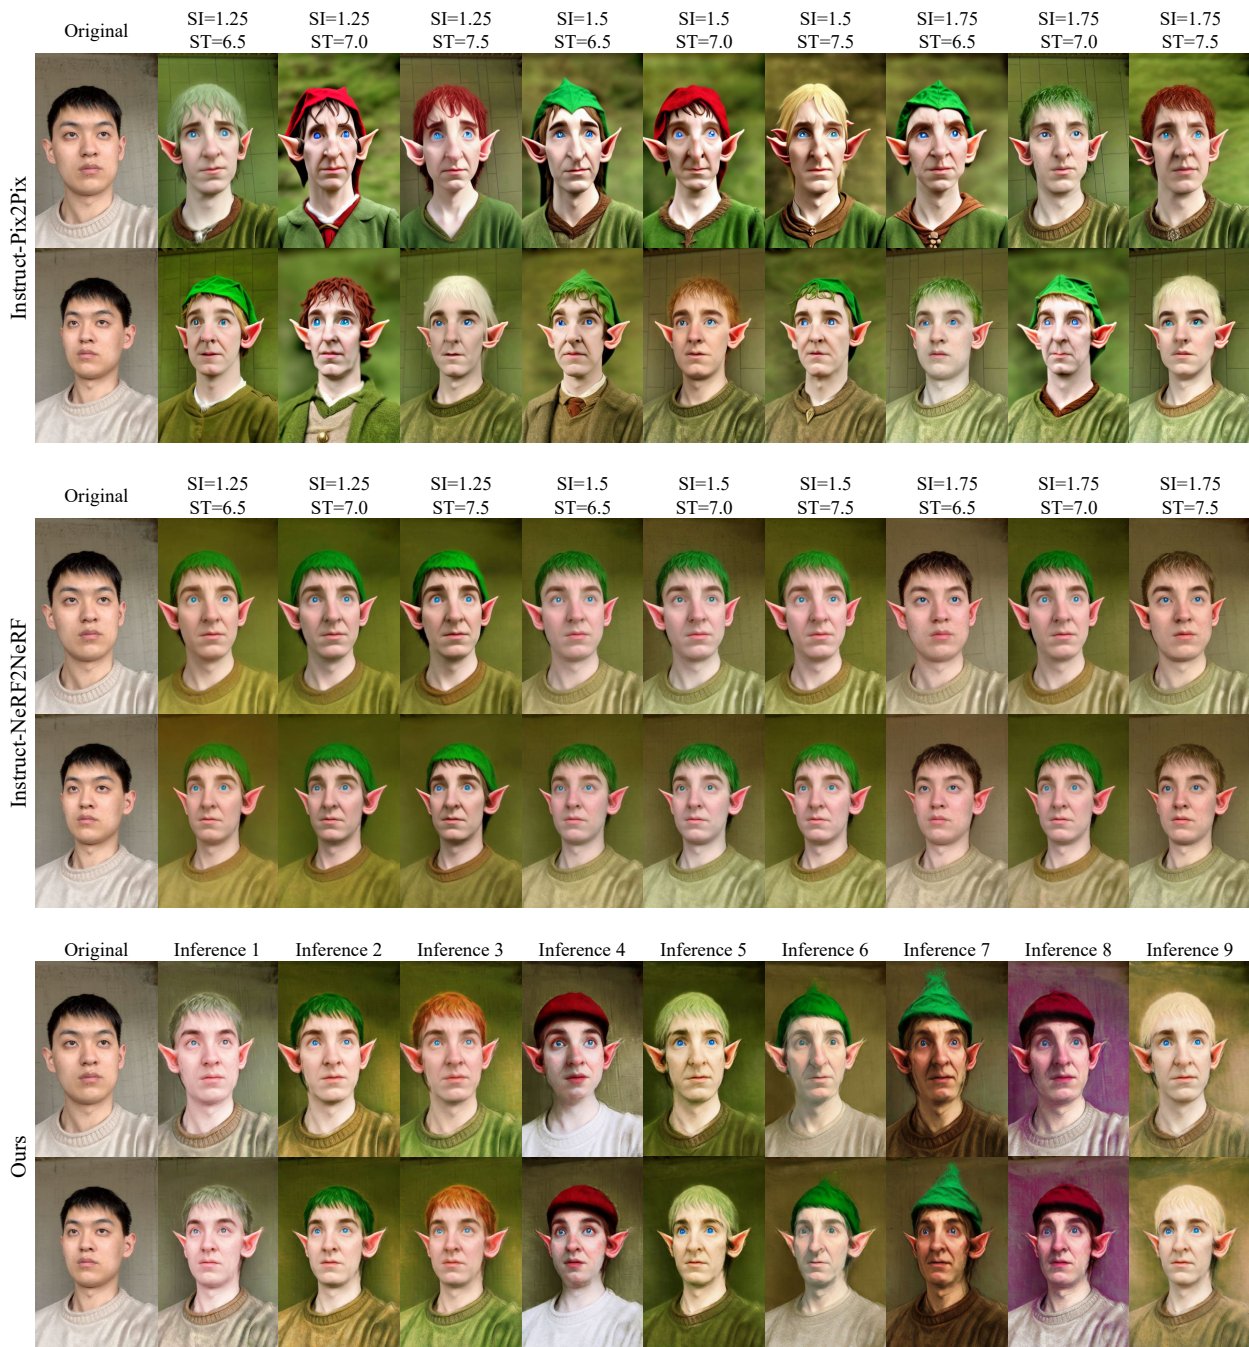 Original
SI=1.25
ST=6.5
SI=1.25
ST=7.0
SI=1.25
ST=7.5
SI=1.5
ST=6.5
SI=1.5
ST=7.0
SI=1.5
ST=7.5
SI=1.75
ST=6.5
SI=1.75
ST=7.0
SI=1.75
ST=7.5
Instruct-Pix2Pix
Original
SI=1.25
ST=6.5
SI=1.25
ST=7.0
SI=1.25
ST=7.5
SI=1.5
ST=6.5
SI=1.5
ST=7.0
SI=1.5
ST=7.5
SI=1.75
ST=6.5
SI=1.75
ST=7.0
SI=1.75
ST=7.5
Instruct-NeRF2NeRF
Original
Inference 1
Inference 2
Inference 3
Inference 4
Inference 5
Inference 6
Inference 7
Inference 8
Inference 9
Ours